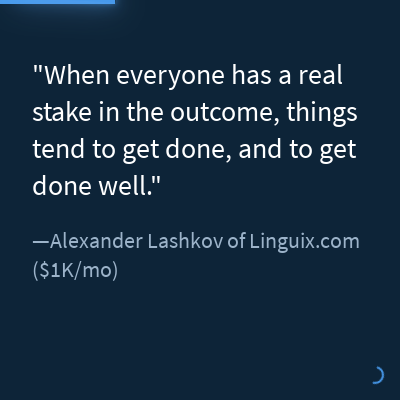 "When everyone has a real
stake in the outcome, things
tend to get done, and to get
done well."
—Alexander Lashkov of Linguix.com
($1K/mo)